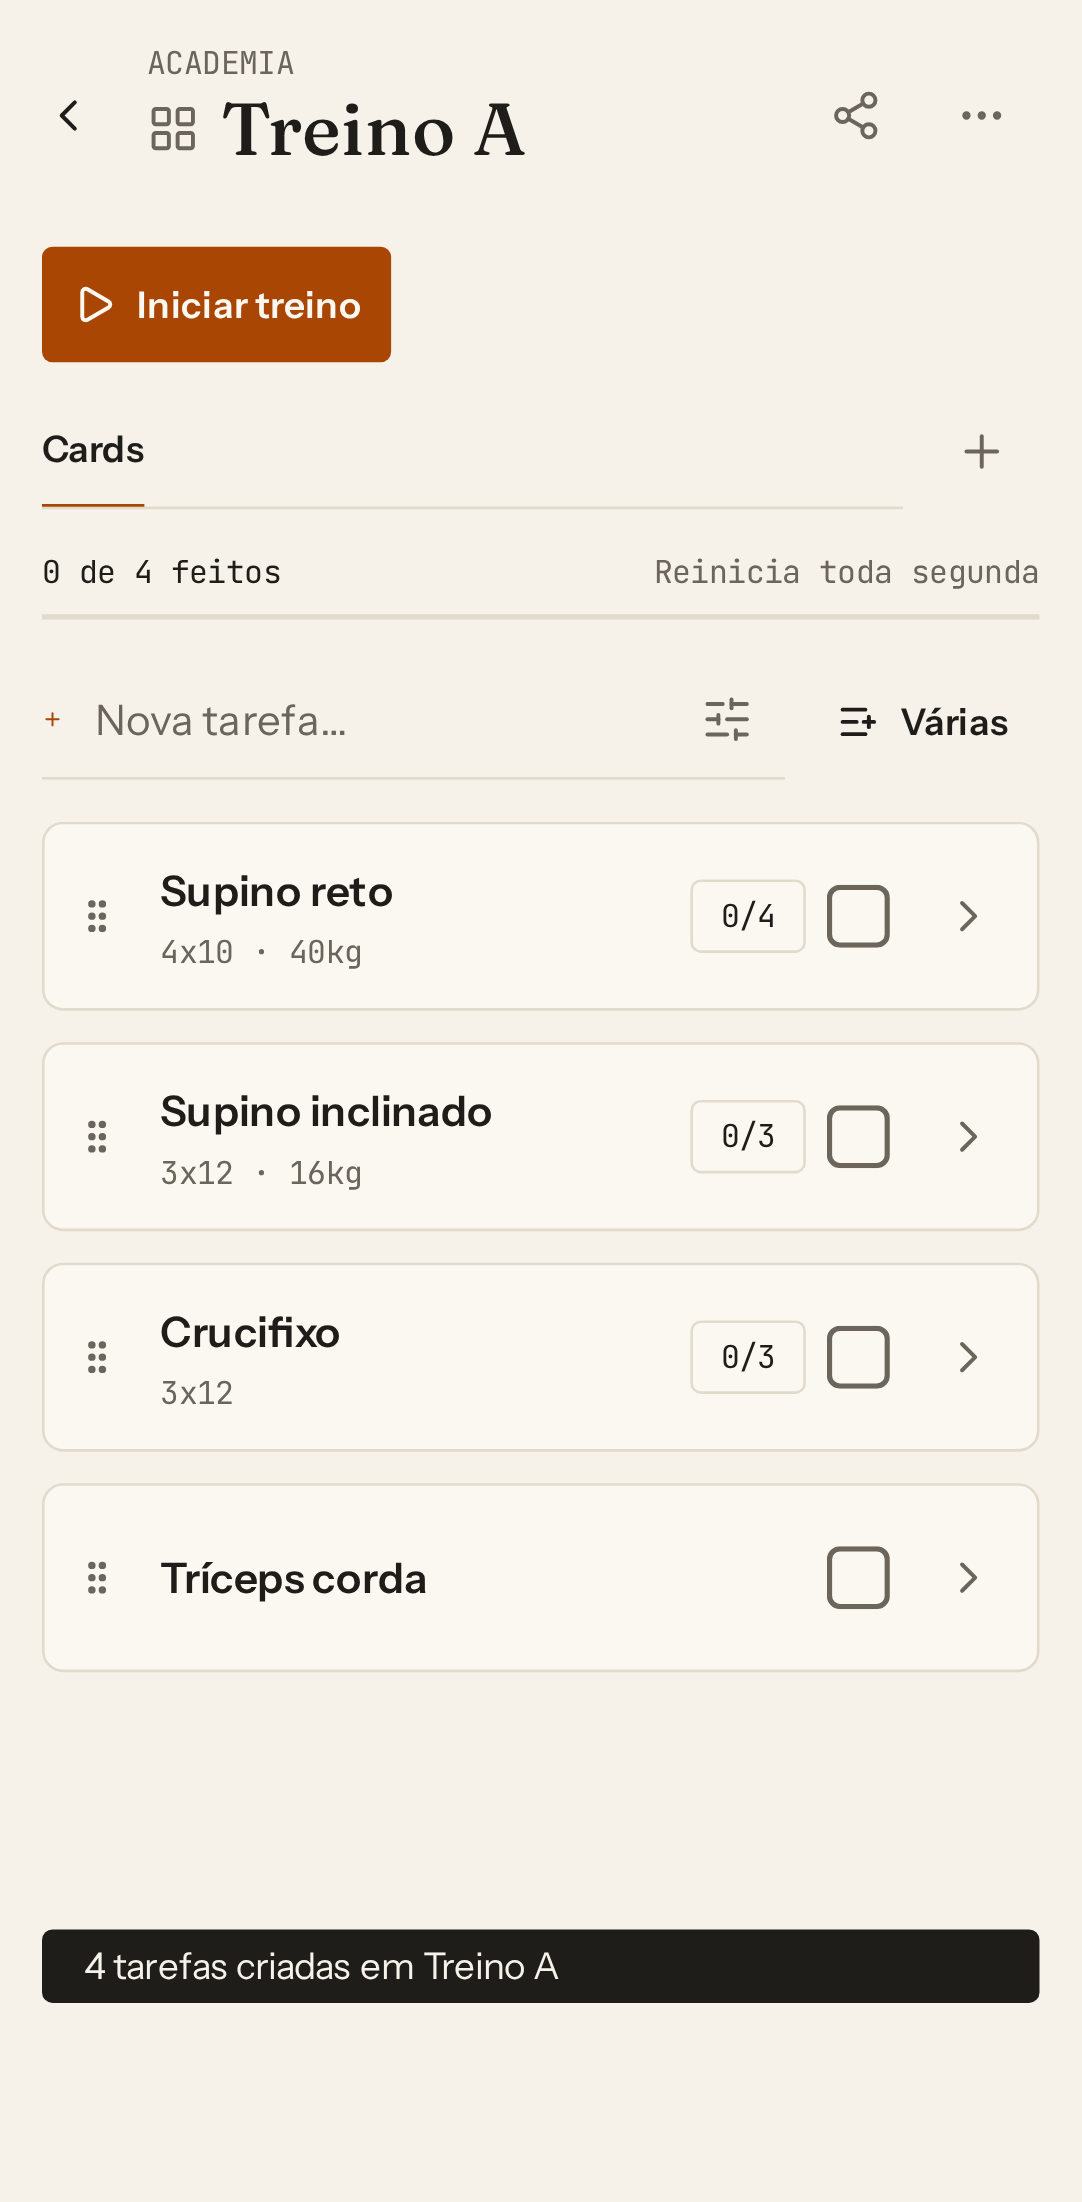 ACADEMIA
Treino A
Iniciar treino
Cards
0 de 4 feitos
Reinicia toda segunda
Nova tarefa...
Várias
Supino reto
4x10 · 40kg
0/4
Supino inclinado
3x12 · 16kg
0/3
Crucifixo
3x12
0/3
Tríceps corda
4 tarefas criadas em Treino A